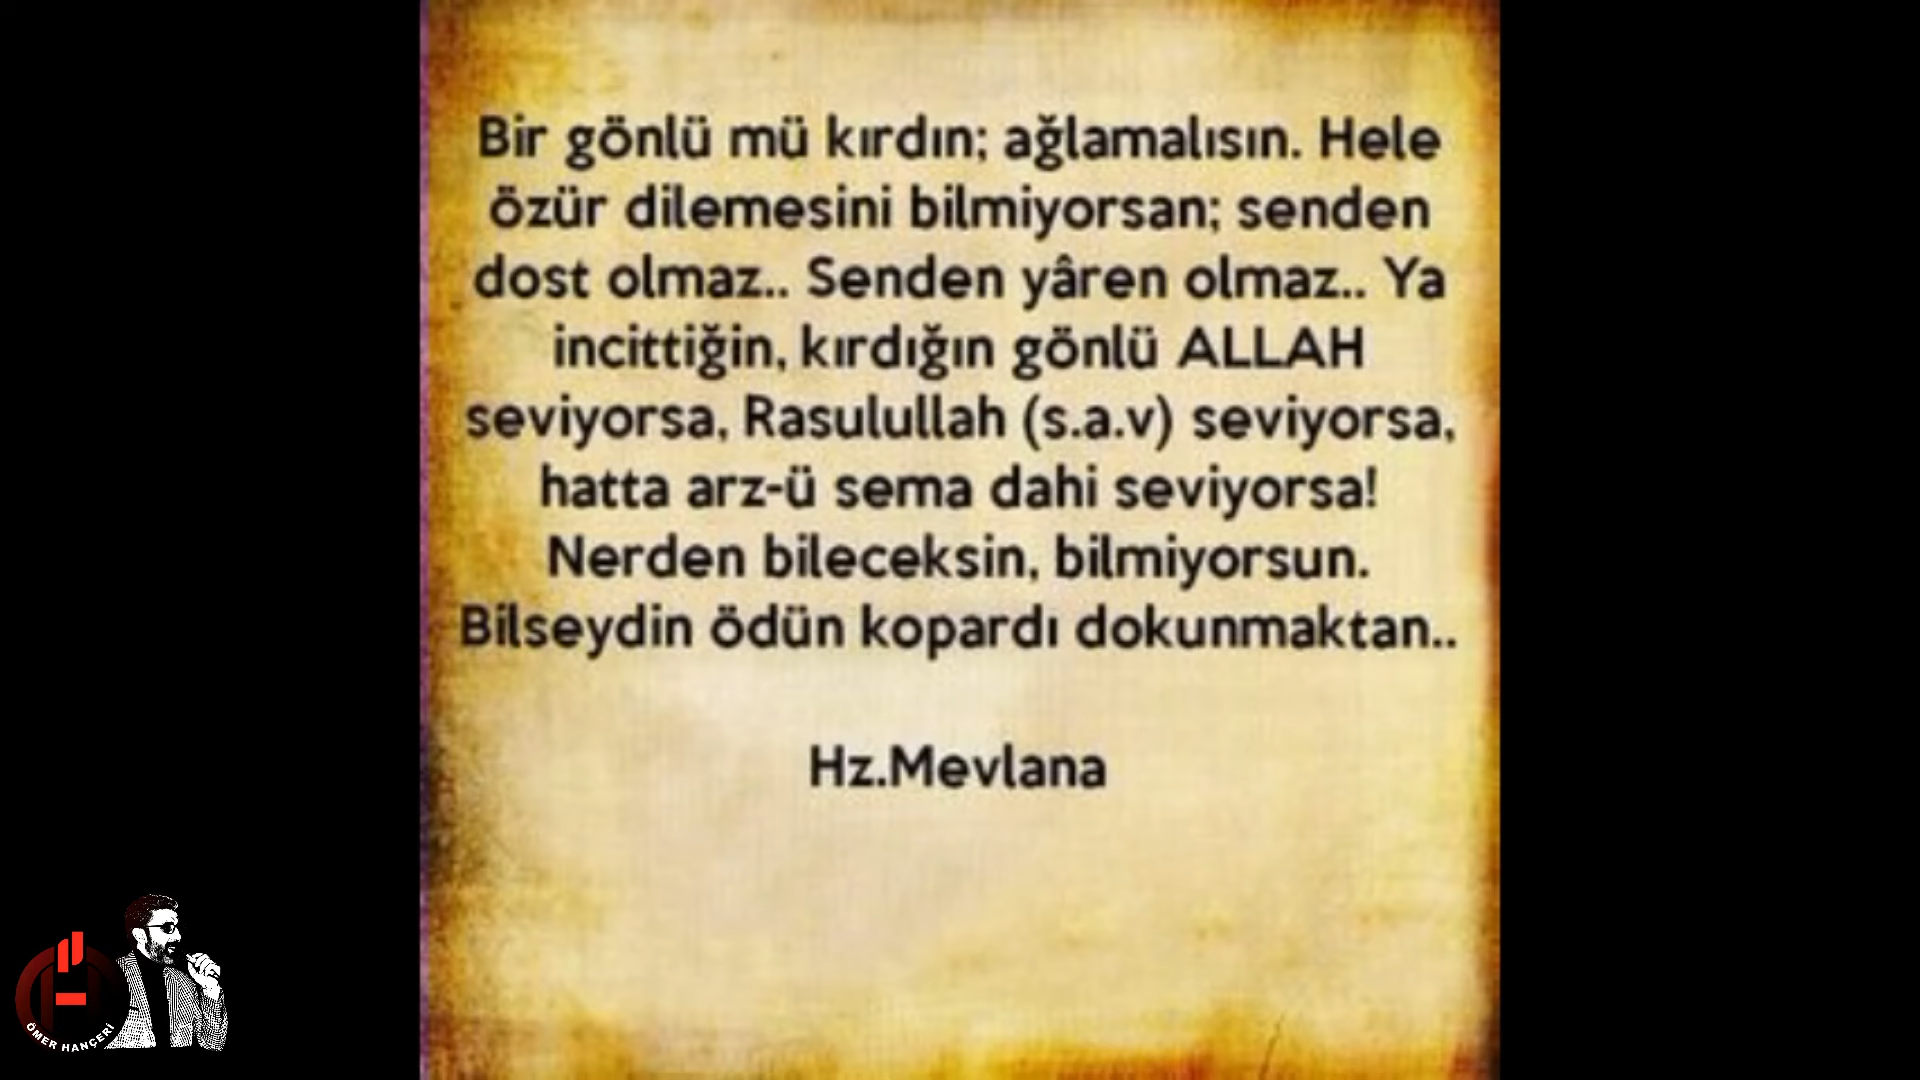 Bir gönlü mü kırdın; ağlamalısın. Hele
özür dilemesini bilmiyorsan; senden
dost olmaz.. Senden yâren olmaz.. Ya
incittiğin, kırdığın gönlü ALLAH
seviyorsa, Rasulullah (s.a.v) seviyorsa,
hatta arz-ü sema dahi seviyorsa!
Nerden bileceksin, bilmiyorsun.
Bilseydin ödün kopardı dokunmaktan..
Hz.Mevlana
ÖMER HANÇERİ